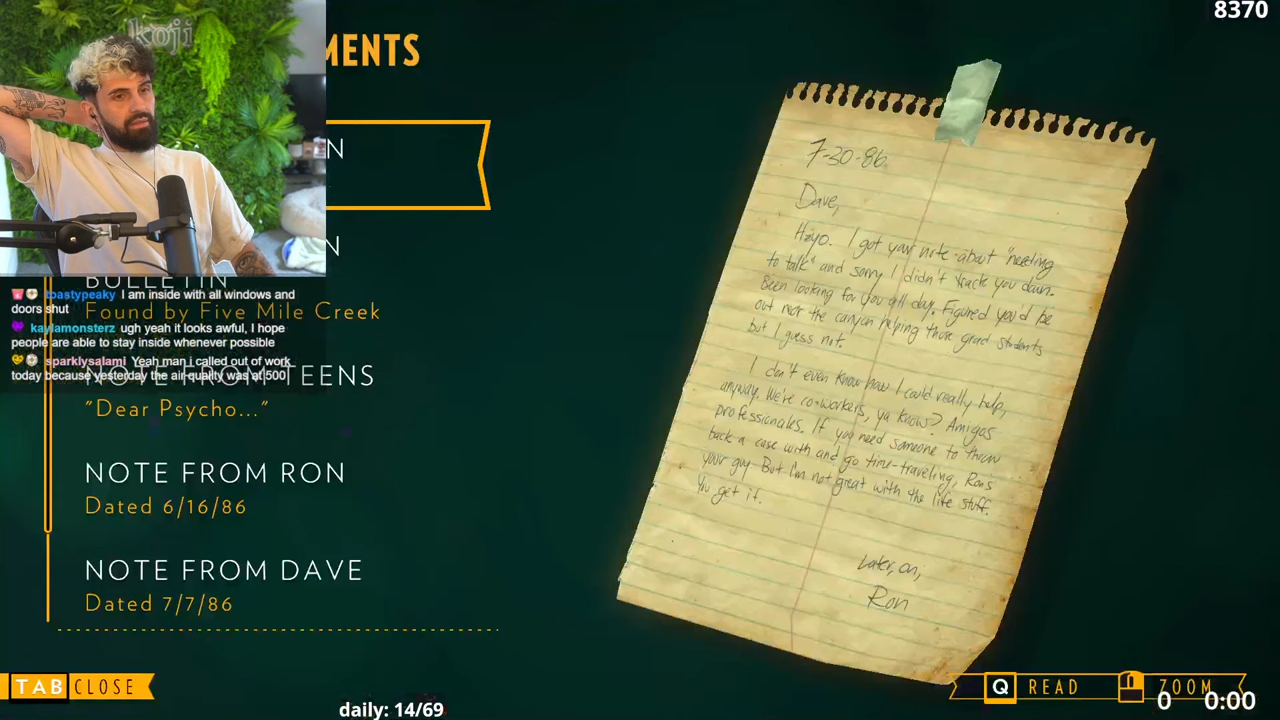 8370
koji
MENTS
N
N
BULLETIN
Found by Five Mile Creek
NOTE FROM TEENS
"Dear Psycho..."
NOTE FROM RON
Dated 6/16/86
NOTE FROM DAVE
Dated 7/7/86
toastypeaky I am inside with all windows and
doors shut
kaylamonsterz ugh yeah it looks awful, I hope
people are able to stay inside whenever possible
sparklysalami Yeah man i called out of work
today because yesterday the air quality was at 500
7-30-86
Dave,
Hiyo. I got your note about "needing
to talk" and sorry I didn't track you down.
Been looking for you all day. Figured you'd be
out near the canyon helping those grad students
but I guess not.
I don't even know how I could really help,
anyway. We're co-workers, ya know? Amigos
professionales. If you need someone to throw
back a case with and go time-traveling, Ron's
your guy. But I'm not great with the life stuff.
You get it.
Later, on,
Ron
TAB CLOSE
daily: 14/69
Q READ
ZOOM
0 0:00